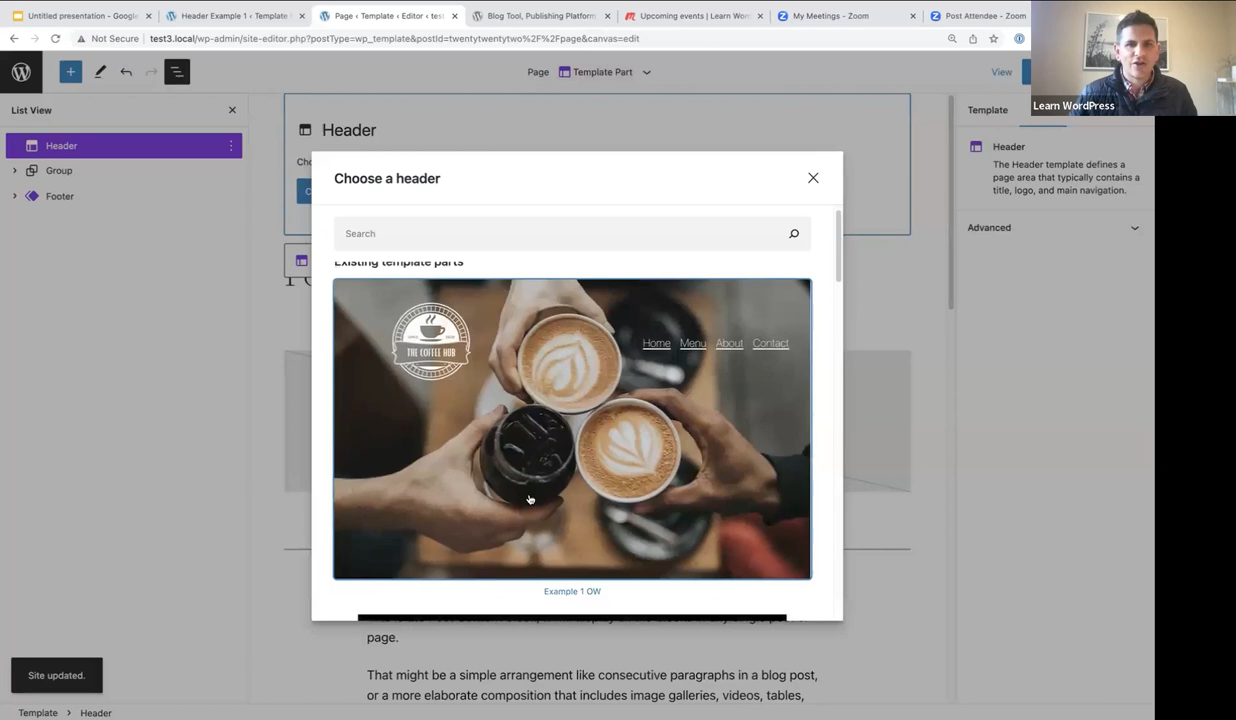 Untitled presentation - Google
Header Example 1 ‹ Template
Page ‹ Template ‹ Editor ‹ test
Blog Tool, Publishing Platform,
Upcoming events | Learn Wor
My Meetings - Zoom
Post Attendee - Zoom
Not Secure
test3.local/wp-admin/site-editor.php?postType=wp_template&postId=twentytwentytwo%2F%2Fpage&canvas=edit
Page
Template Part
View
Learn WordPress
List View
Header
Group
Footer
Header
Cho
C
Choose a header
Search
Existing template parts
THE COFFEE HUB
Home Menu About Contact
Example 1 OW
page.
That might be a simple arrangement like consecutive paragraphs in a blog post,
or a more elaborate composition that includes image galleries, videos, tables,
Template
Header
The Header template defines a
page area that typically contains a
title, logo, and main navigation.
Advanced
Site updated.
Template › Header